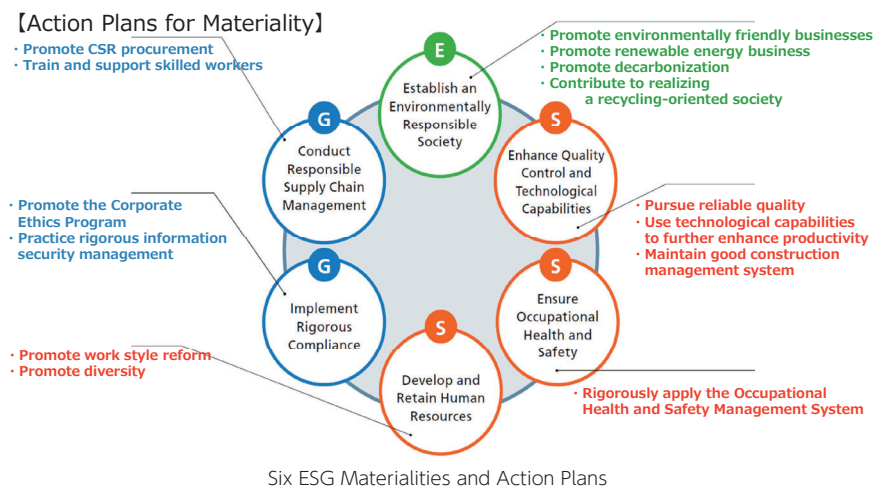 【Action Plans for Materiality】
・Promote CSR procurement
・Train and support skilled workers
・Promote environmentally friendly businesses
・Promote renewable energy business
・Promote decarbonization
・Contribute to realizing
a recycling-oriented society
E
Establish an
Environmentally
Responsible
Society
G
Conduct
Responsible
Supply Chain
Management
S
Enhance Quality
Control and
Technological
Capabilities
・Promote the Corporate
Ethics Program
・Practice rigorous information
security management
・Pursue reliable quality
・Use technological capabilities
to further enhance productivity
・Maintain good construction
management system
G
Implement
Rigorous
Compliance
S
Ensure
Occupational
Health and
Safety
・Promote work style reform
・Promote diversity
S
Develop and
Retain Human
Resources
・Rigorously apply the Occupational
Health and Safety Management System
Six ESG Materialities and Action Plans